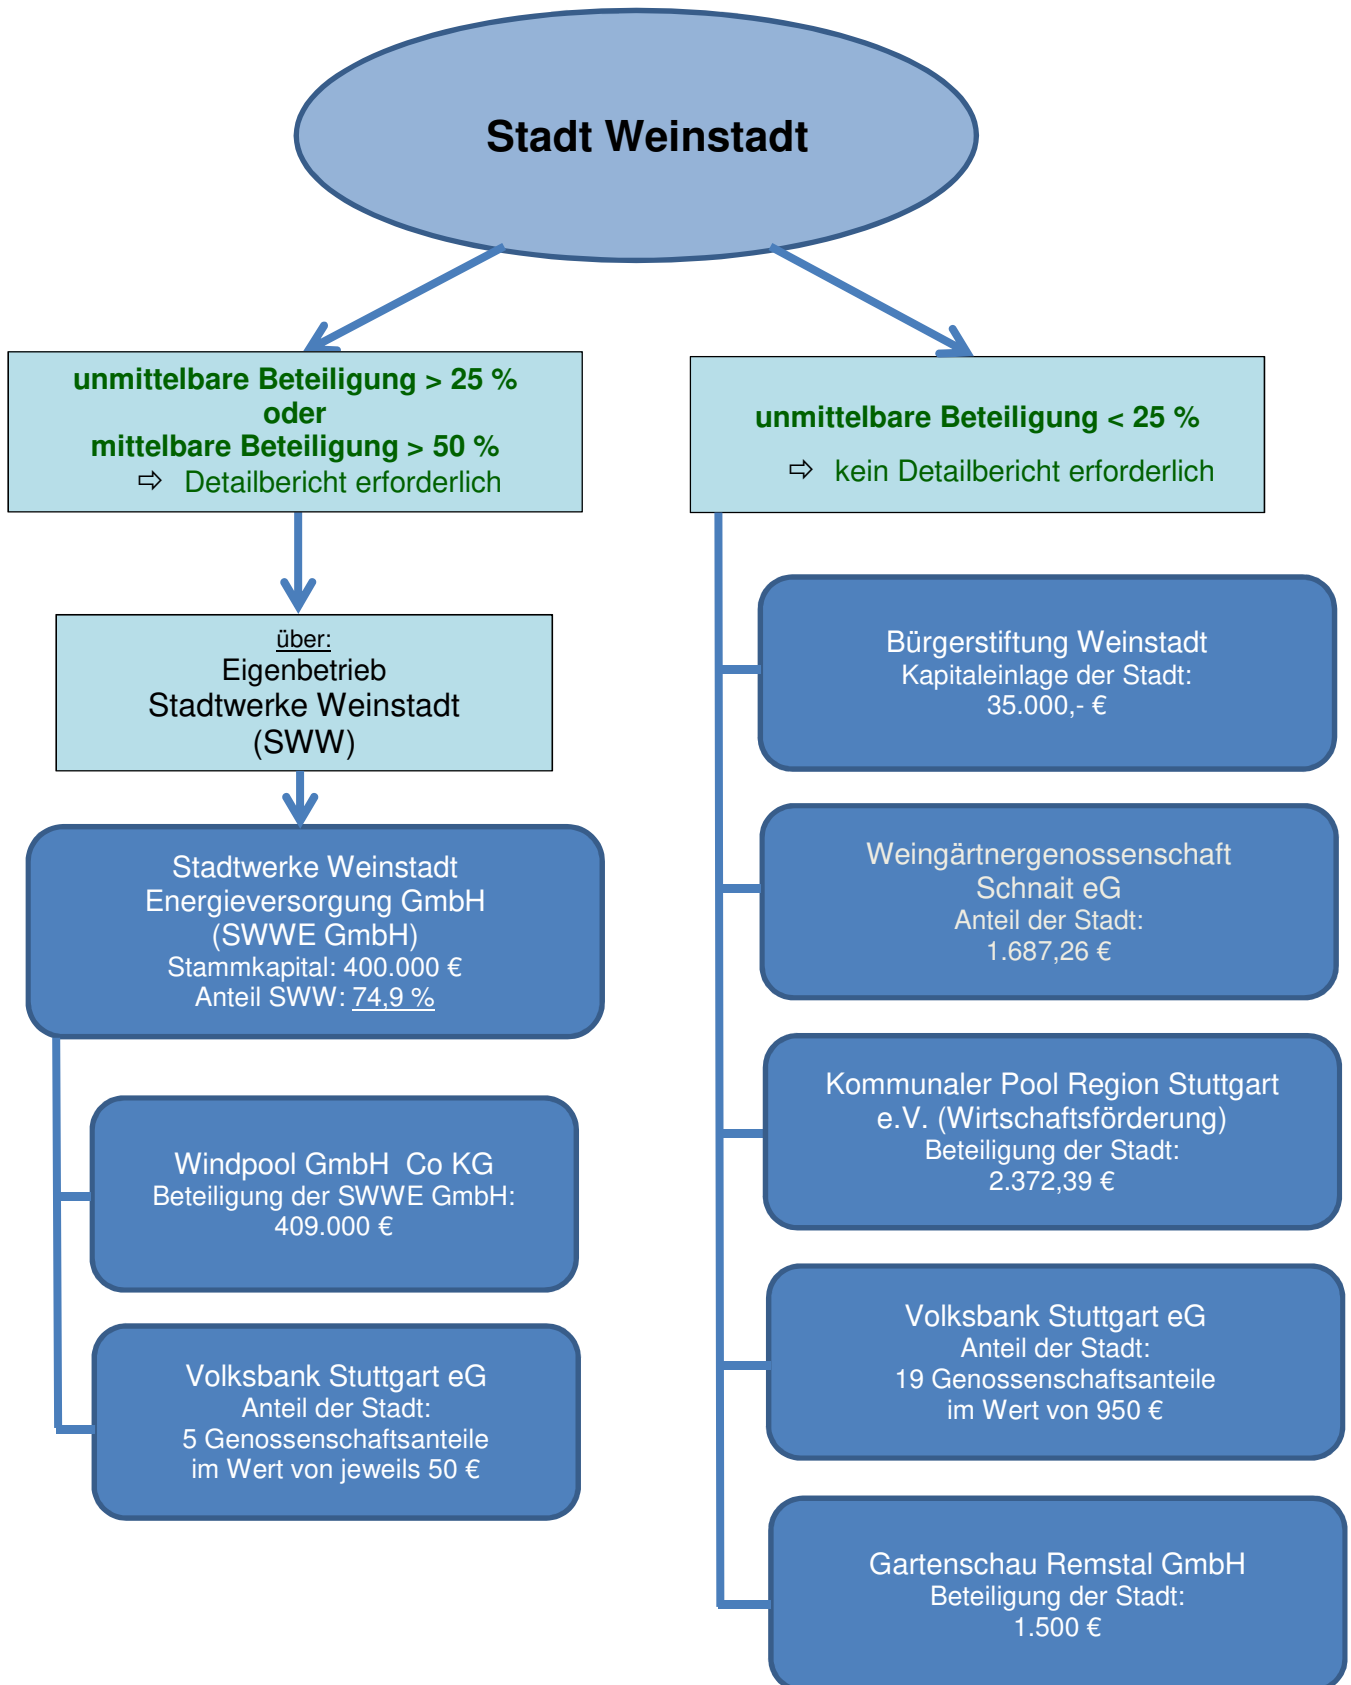 Stadt Weinstadt
unmittelbare Beteiligung > 25 %
oder
mittelbare Beteiligung > 50 %
⇨ Detailbericht erforderlich
über:
Eigenbetrieb
Stadtwerke Weinstadt
(SWW)
Stadtwerke Weinstadt
Energieversorgung GmbH
(SWWE GmbH)
Stammkapital: 400.000 €
Anteil SWW: 74,9 %
Windpool GmbH  Co KG
Beteiligung der SWWE GmbH:
409.000 €
Volksbank Stuttgart eG
Anteil der Stadt:
5 Genossenschaftsanteile
im Wert von jeweils 50 €
unmittelbare Beteiligung < 25 %
⇨ kein Detailbericht erforderlich
Bürgerstiftung Weinstadt
Kapitaleinlage der Stadt:
35.000,- €
Weingärtnergenossenschaft
Schnait eG
Anteil der Stadt:
1.687,26 €
Kommunaler Pool Region Stuttgart
e.V. (Wirtschaftsförderung)
Beteiligung der Stadt:
2.372,39 €
Volksbank Stuttgart eG
Anteil der Stadt:
19 Genossenschaftsanteile
im Wert von 950 €
Gartenschau Remstal GmbH
Beteiligung der Stadt:
1.500 €